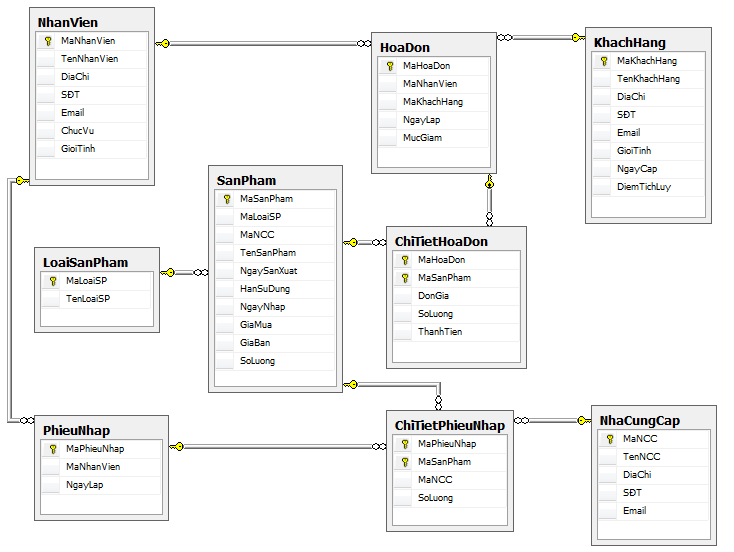 NhanVien
MaNhanVien
TenNhanVien
DiaChi
SĐT
Email
ChucVu
GioiTinh
HoaDon
MaHoaDon
MaNhanVien
MaKhachHang
NgayLap
MucGiam
KhachHang
MaKhachHang
TenKhachHang
DiaChi
SĐT
Email
GioiTinh
NgayCap
DiemTichLuy
SanPham
MaSanPham
MaLoaiSP
MaNCC
TenSanPham
NgaySanXuat
HanSuDung
NgayNhap
GiaMua
GiaBan
SoLuong
LoaiSanPham
MaLoaiSP
TenLoaiSP
ChiTietHoaDon
MaHoaDon
MaSanPham
DonGia
SoLuong
ThanhTien
PhieuNhap
MaPhieuNhap
MaNhanVien
NgayLap
ChiTietPhieuNhap
MaPhieuNhap
MaSanPham
MaNCC
SoLuong
NhaCungCap
MaNCC
TenNCC
DiaChi
SĐT
Email